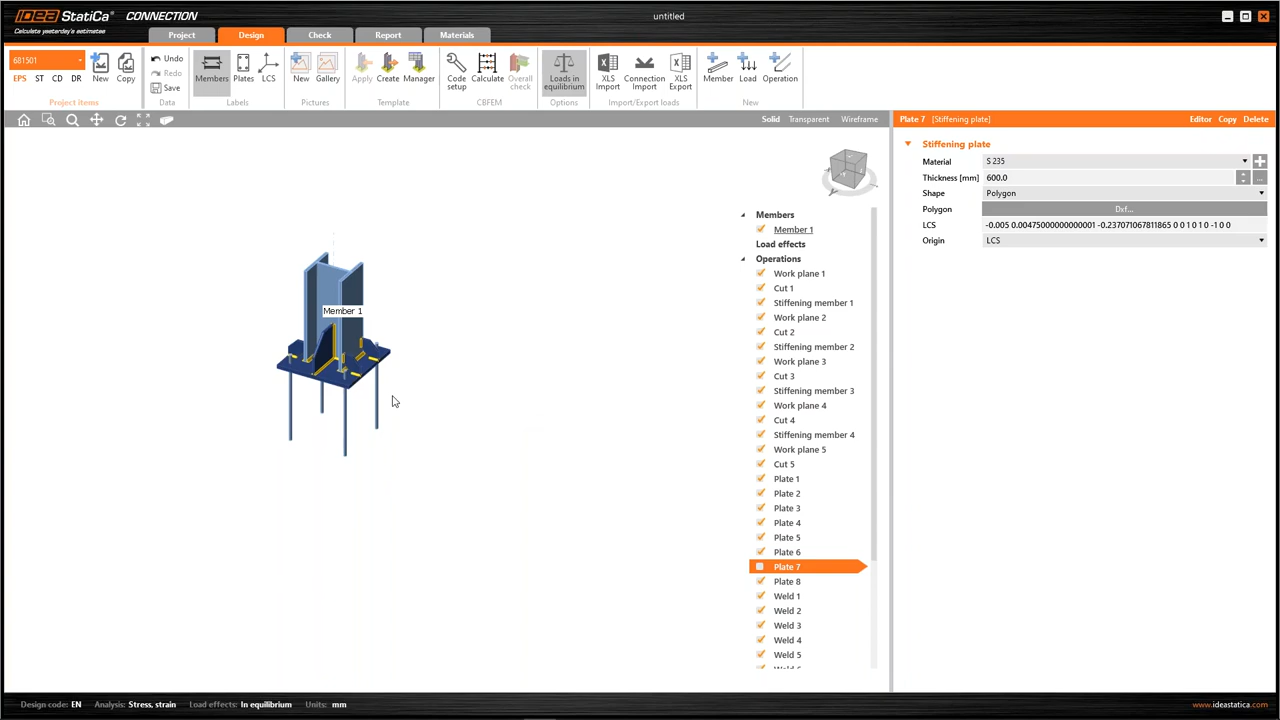 IDEA StatiCa® CONNECTION
Calculate yesterday's estimates
untitled
Project
Design
Check
Report
Materials
681501
EPS ST CD DR
New
Copy
Project items
Undo
Redo
Save
Data
Members
Plates
LCS
Labels
New
Gallery
Pictures
Apply
Create
Manager
Template
Code setup
Calculate
Overall check
CBFEM
Loads in equilibrium
Options
XLS Import
Connection Import
XLS Export
Import/Export loads
Member
Load
Operation
New
Solid Transparent Wireframe
Members
Member 1
Load effects
Operations
Work plane 1
Cut 1
Stiffening member 1
Work plane 2
Cut 2
Stiffening member 2
Work plane 3
Cut 3
Stiffening member 3
Work plane 4
Cut 4
Stiffening member 4
Work plane 5
Cut 5
Plate 1
Plate 2
Plate 3
Plate 4
Plate 5
Plate 6
Plate 7
Plate 8
Weld 1
Weld 2
Weld 3
Weld 4
Weld 5
Member 1
Plate 7 [Stiffening plate] Editor Copy Delete
Stiffening plate
Material S 235
Thickness [mm] 600.0
Shape Polygon
Polygon Dxf...
LCS -0.005 0.00475000000000001 -0.237071067811865 0 0 1 0 1 0 -1 0 0
Origin LCS
Design code: EN Analysis: Stress, strain Load effects: In equilibrium Units: mm
www.ideastatica.com